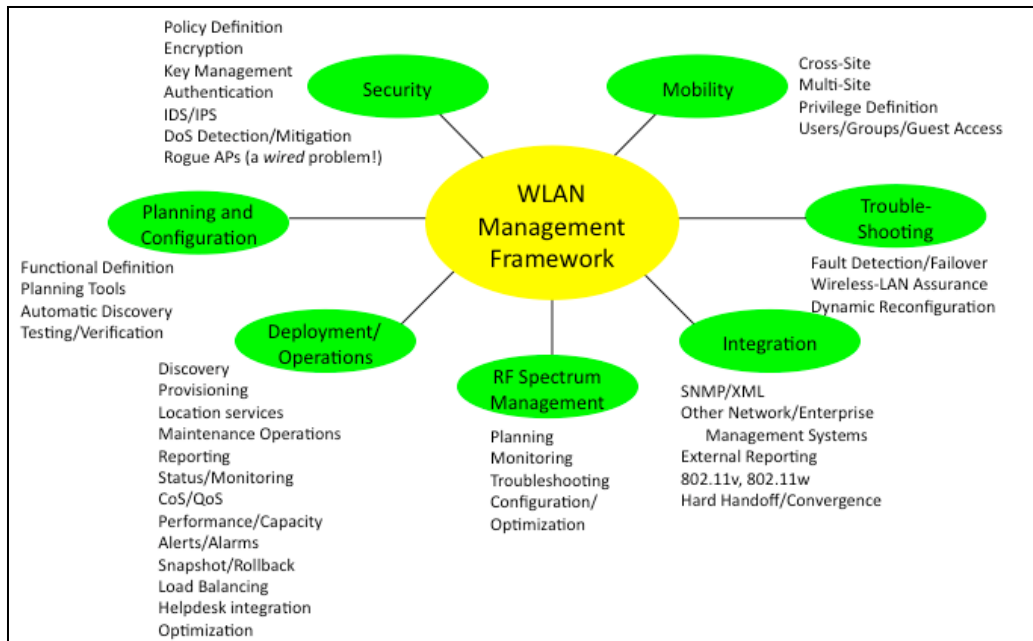 Policy Definition
Encryption
Key Management
Authentication
IDS/IPS
DoS Detection/Mitigation
Rogue APs (a wired problem!)
Security
Mobility
Cross-Site
Multi-Site
Privilege Definition
Users/Groups/Guest Access
WLAN
Management
Framework
Planning and
Configuration
Functional Definition
Planning Tools
Automatic Discovery
Testing/Verification
Trouble-
Shooting
Fault Detection/Failover
Wireless-LAN Assurance
Dynamic Reconfiguration
Deployment/
Operations
Discovery
Provisioning
Location services
Maintenance Operations
Reporting
Status/Monitoring
CoS/QoS
Performance/Capacity
Alerts/Alarms
Snapshot/Rollback
Load Balancing
Helpdesk integration
Optimization
RF Spectrum
Management
Planning
Monitoring
Troubleshooting
Configuration/
Optimization
Integration
SNMP/XML
Other Network/Enterprise
Management Systems
External Reporting
802.11v, 802.11w
Hard Handoff/Convergence